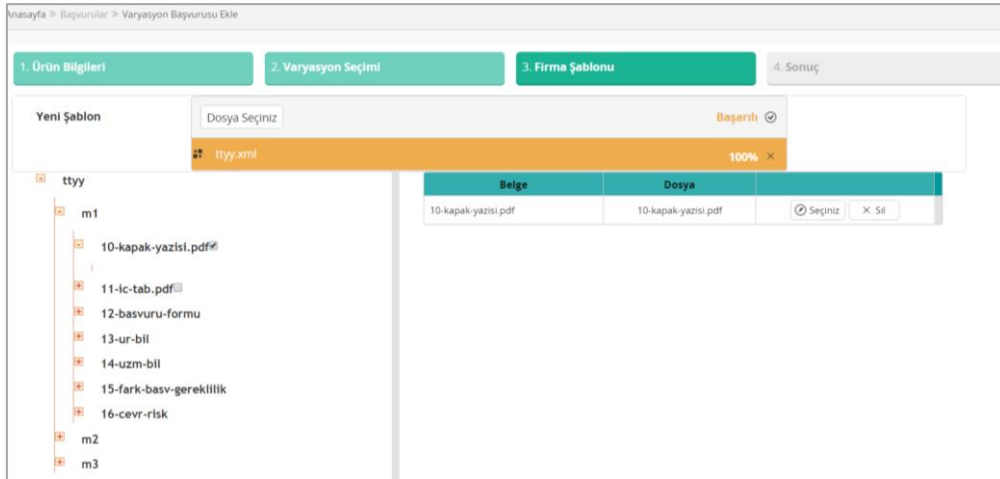 Anasayfa » Başvurular » Varyasyon Başvurusu Ekle
1. Ürün Bilgileri
2. Varyasyon Seçimi
3. Firma Şablonu
4. Sonuç
Yeni Şablon
Dosya Seçiniz
Başarılı
ttyy.xml
100% ×
ttyy
m1
10-kapak-yazisi.pdf
11-ic-tab.pdf
12-basvuru-formu
13-ur-bil
14-uzm-bil
15-fark-basv-gereklilik
16-cevr-risk
m2
m3
Belge Dosya
10-kapak-yazisi.pdf 10-kapak-yazisi.pdf Seçiniz × Sil